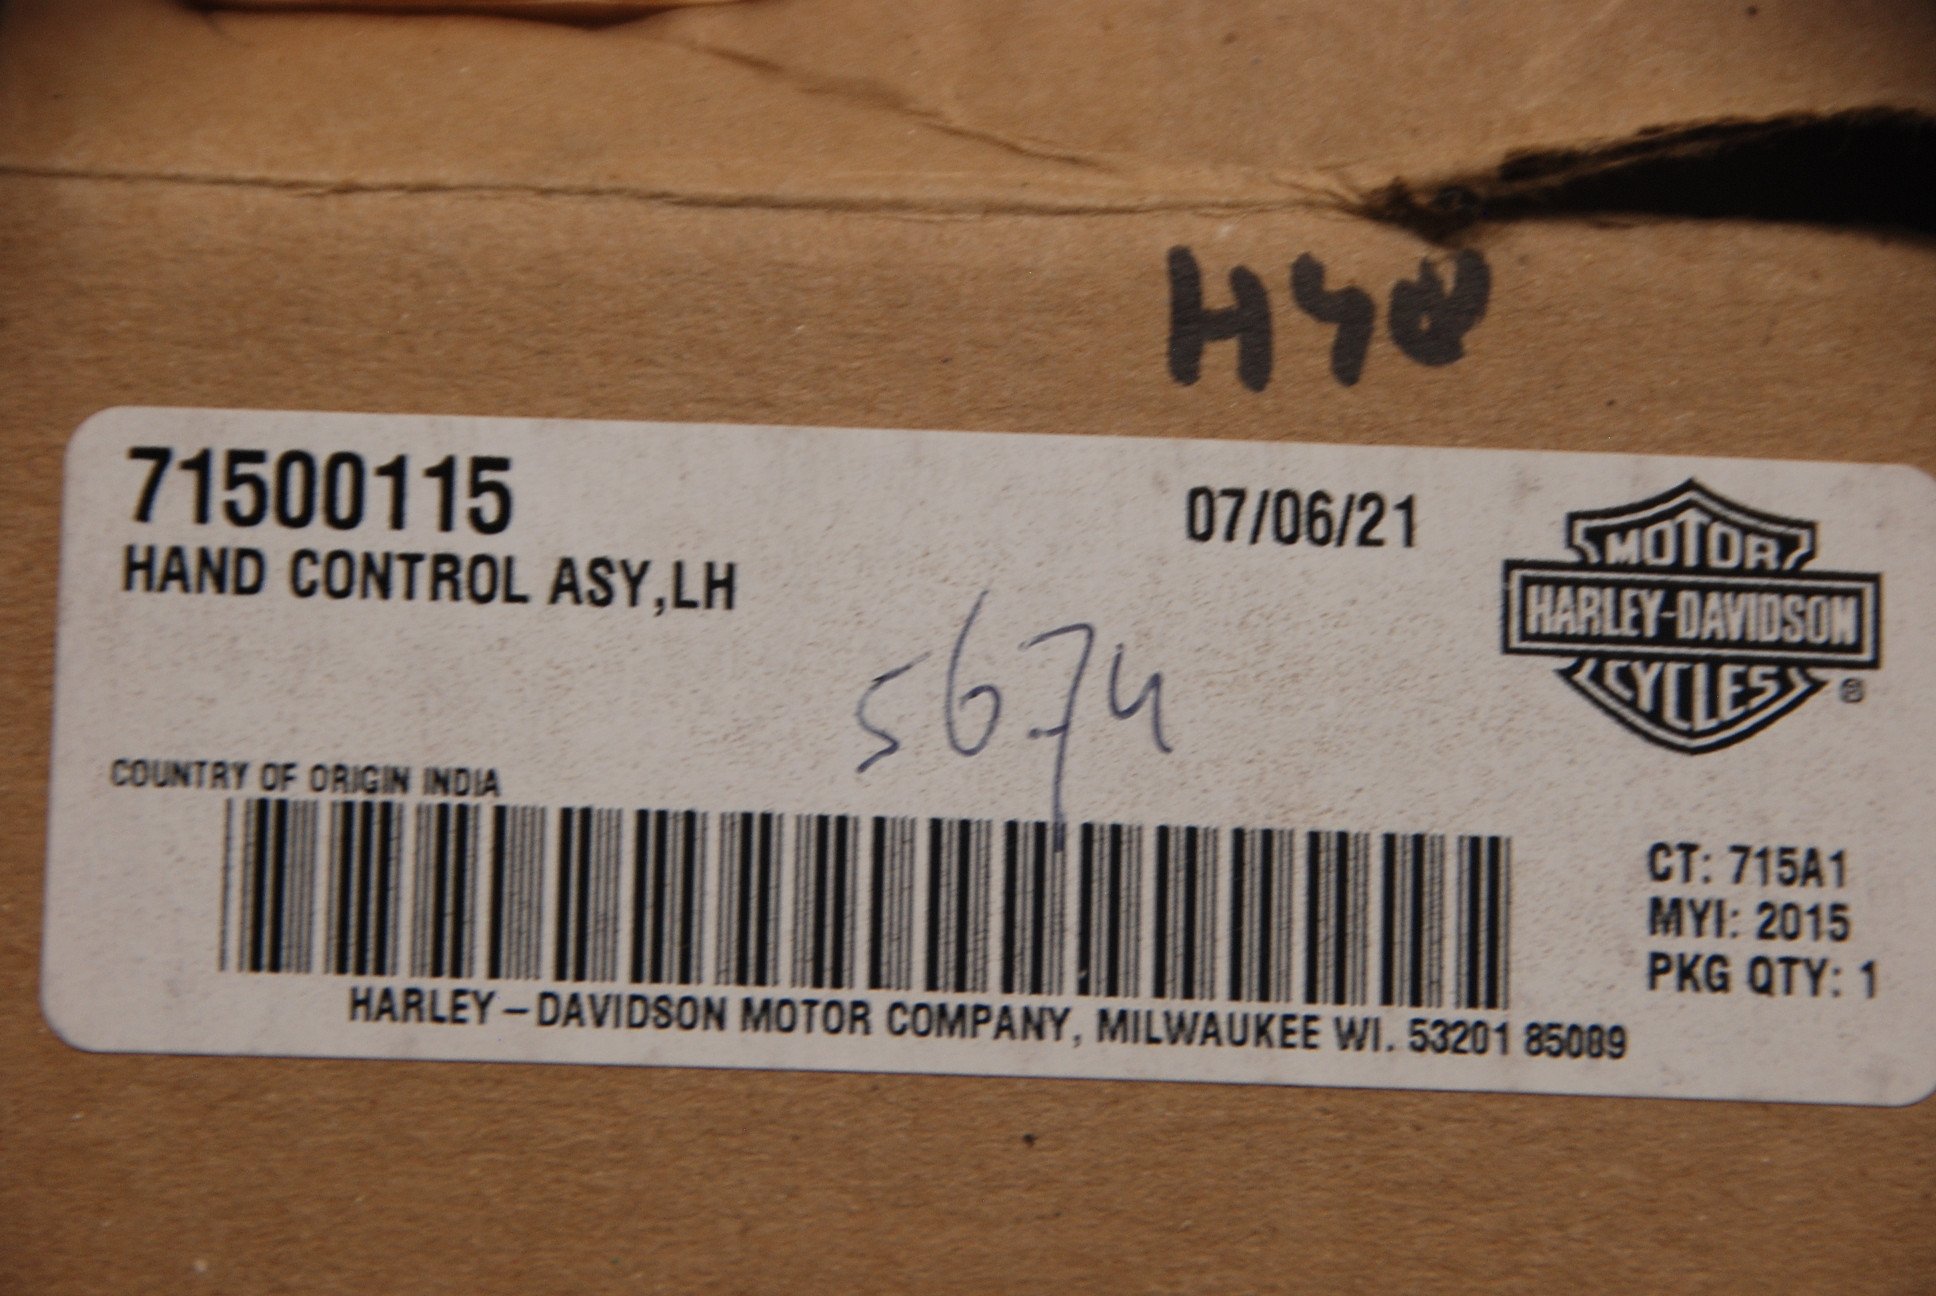 H48
71500115
07/06/21
HAND CONTROL ASY,LH
MOTOR
HARLEY-DAVIDSON
CYCLES
®
5674
COUNTRY OF ORIGIN INDIA
CT: 715A1
MYI: 2015
PKG QTY: 1
HARLEY-DAVIDSON MOTOR COMPANY, MILWAUKEE WI. 53201 85089